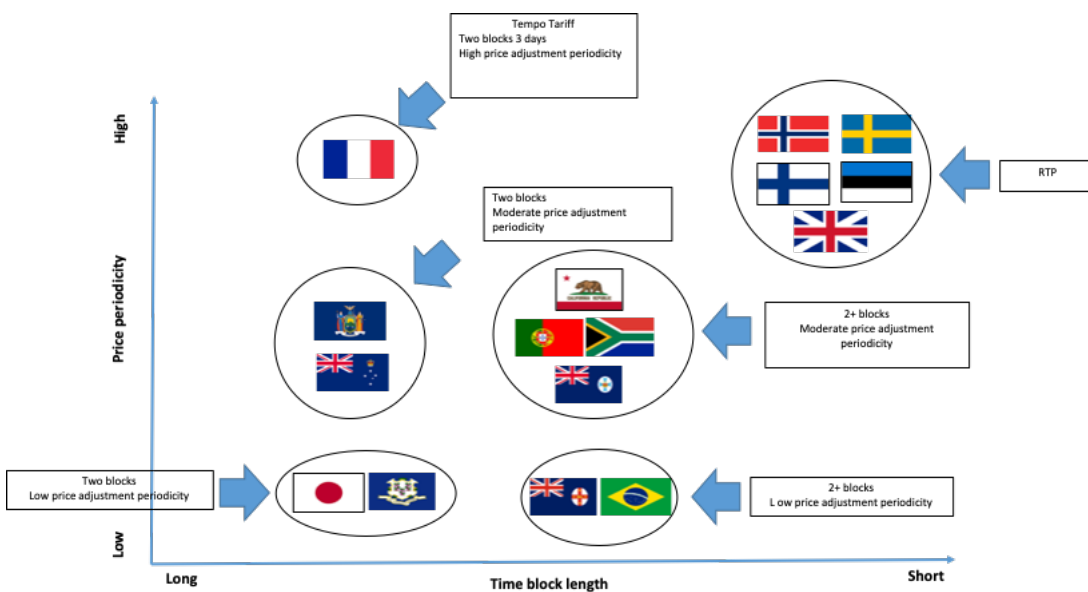 Tempo Tariff
Two blocks 3 days
High price adjustment periodicity
High
RTP
Two blocks
Moderate price adjustment
periodicity
CALIFORNIA REPUBLIC
Price periodicity
2+ blocks
Moderate price adjustment
periodicity
Two blocks
Low price adjustment periodicity
2+ blocks
L ow price adjustment periodicity
Low
Long
Time block length
Short